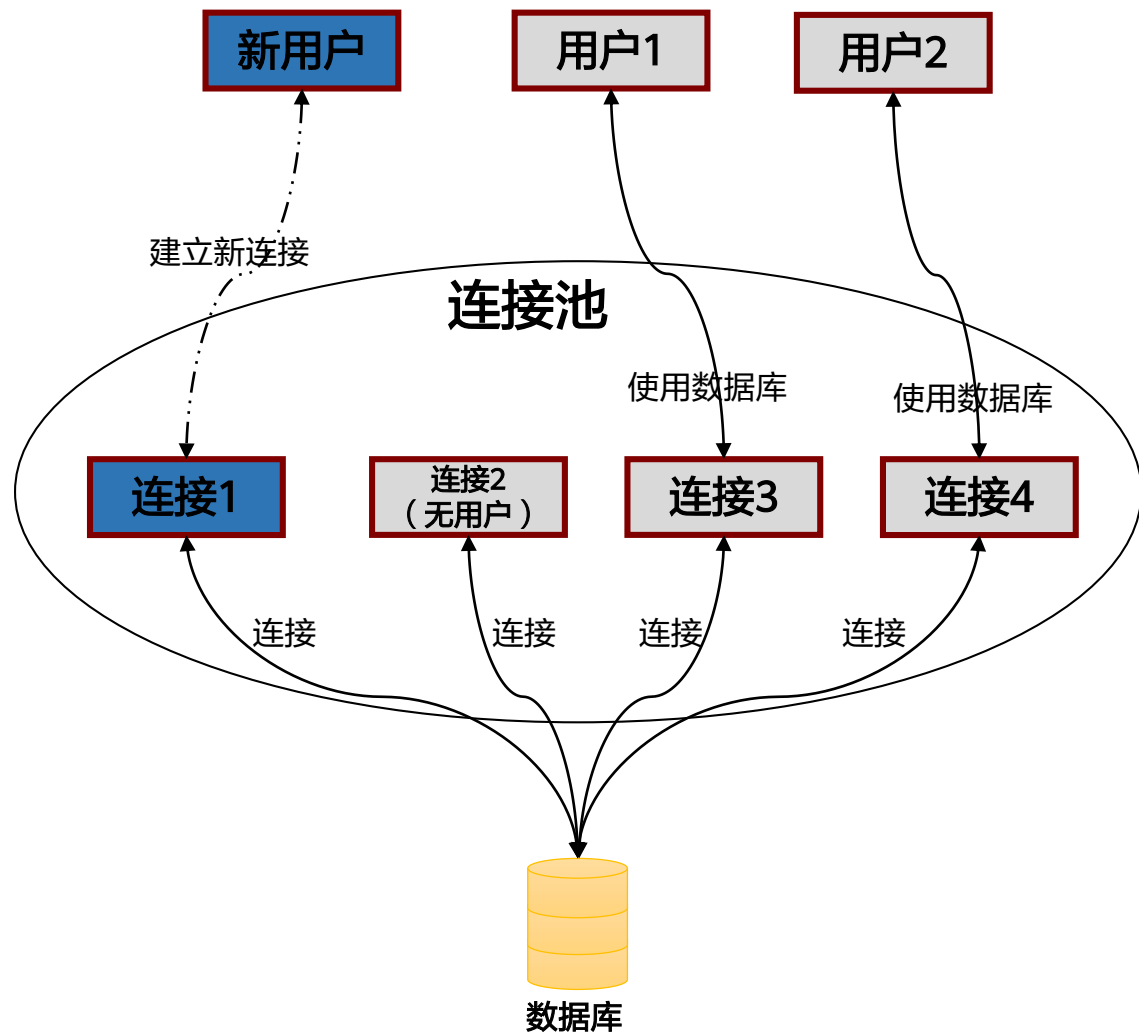 新用户
用户1
用户2
建立新连接
连接池
使用数据库
使用数据库
连接1
连接2
（无用户）
连接3
连接4
连接
连接
连接
连接
数据库